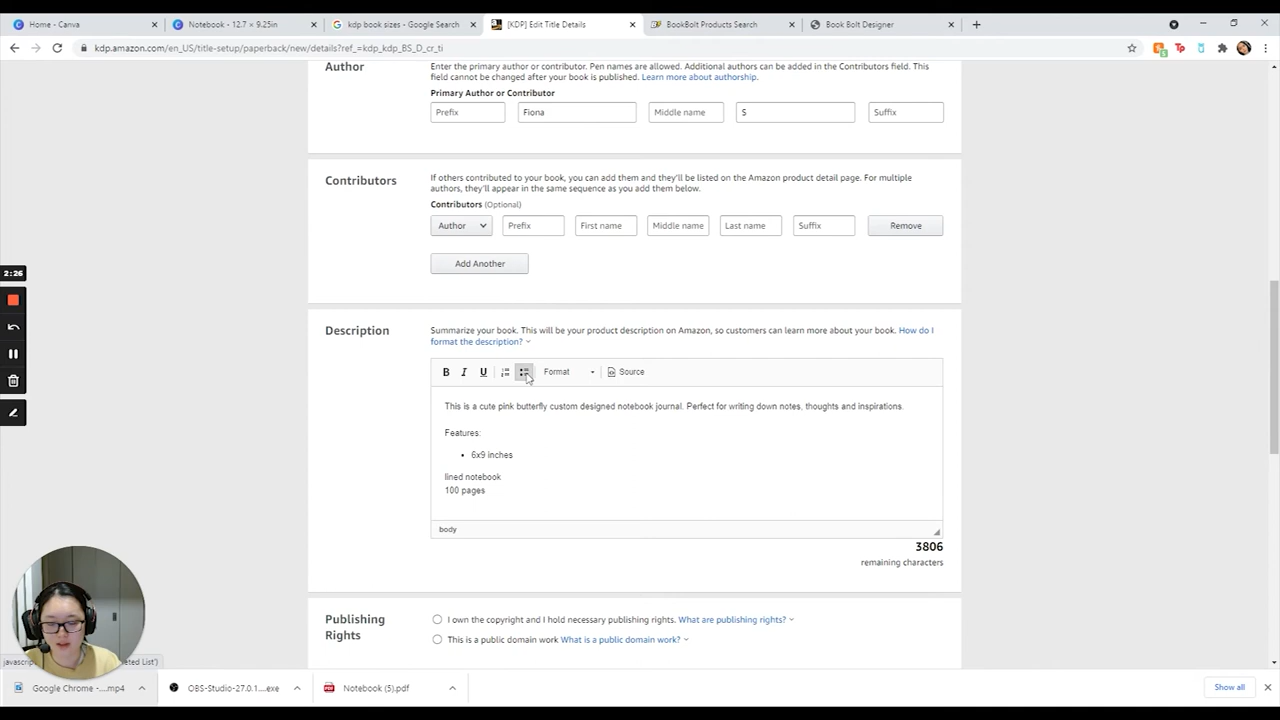 Home - Canva
Notebook - 12.7 × 9.25in
kdp book sizes - Google Search
[KDP] Edit Title Details
BookBolt Products Search
Book Bolt Designer
kdp.amazon.com/en_US/title-setup/paperback/new/details?ref_=kdp_kdp_BS_D_cr_ti
Author
Enter the primary author or contributor. Pen names are allowed. Additional authors can be added in the Contributors field. This
field cannot be changed after your book is published. Learn more about authorship.
Primary Author or Contributor
Prefix
Fiona
Middle name
S
Suffix
Contributors
If others contributed to your book, you can add them and they'll be listed on the Amazon product detail page. For multiple
authors, they'll appear in the same sequence as you add them below.
Contributors (Optional)
Author
Prefix
First name
Middle name
Last name
Suffix
Remove
Add Another
2:26
Description
Summarize your book. This will be your product description on Amazon, so customers can learn more about your book. How do I
format the description?
B I U
Format
Source
This is a cute pink butterfly custom designed notebook journal. Perfect for writing down notes, thoughts and inspirations.
Features:
• 6x9 inches
lined notebook
100 pages
body
3806
remaining characters
Publishing
Rights
I own the copyright and I hold necessary publishing rights. What are publishing rights?
This is a public domain work What is a public domain work?
javascript
eted List')
Google Chrome -....mp4
OBS-Studio-27.0.1....exe
Notebook (5).pdf
Show all